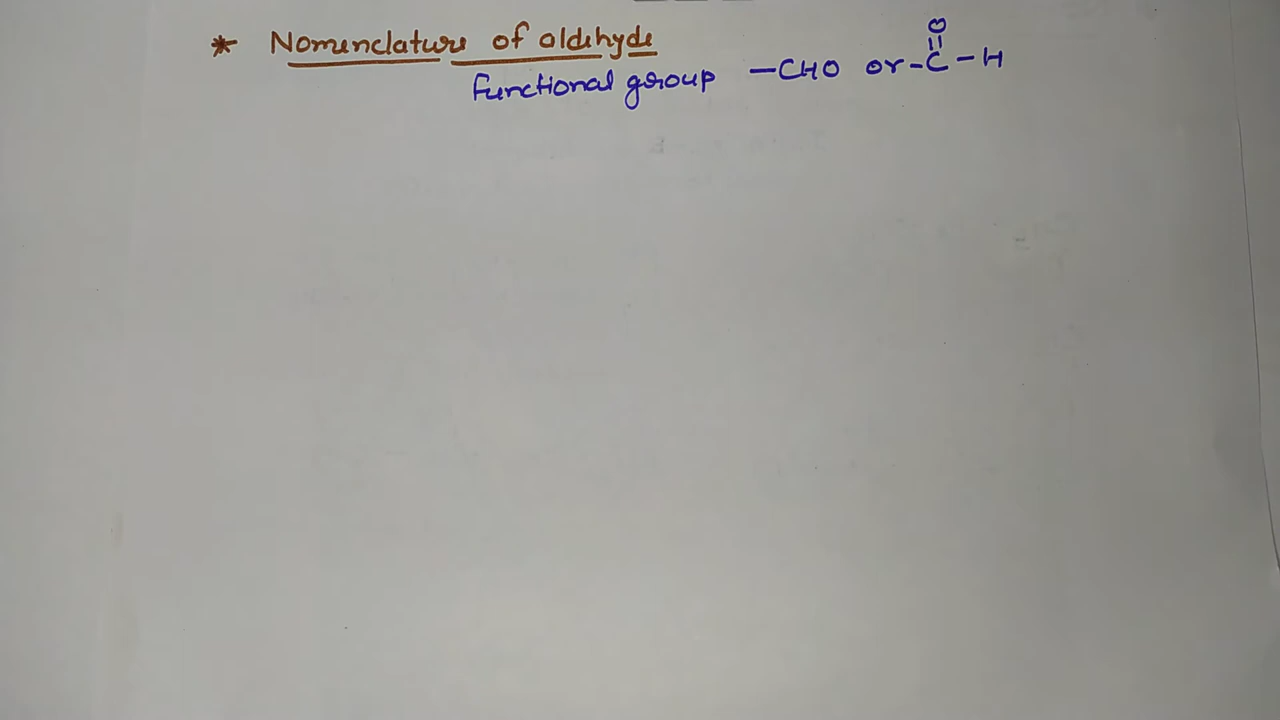 * Nomenclature of aldehyde
O
Functional group -CHO or -C-H